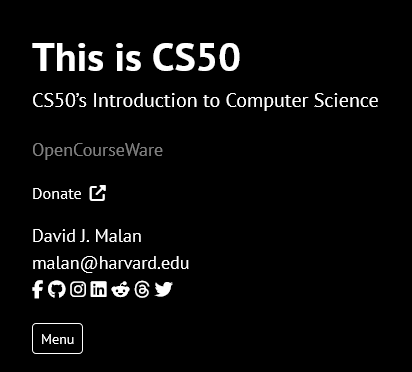 This is CS50
CS50’s Introduction to Computer Science
OpenCourseWare
Donate
David J. Malan
malan@harvard.edu
Menu